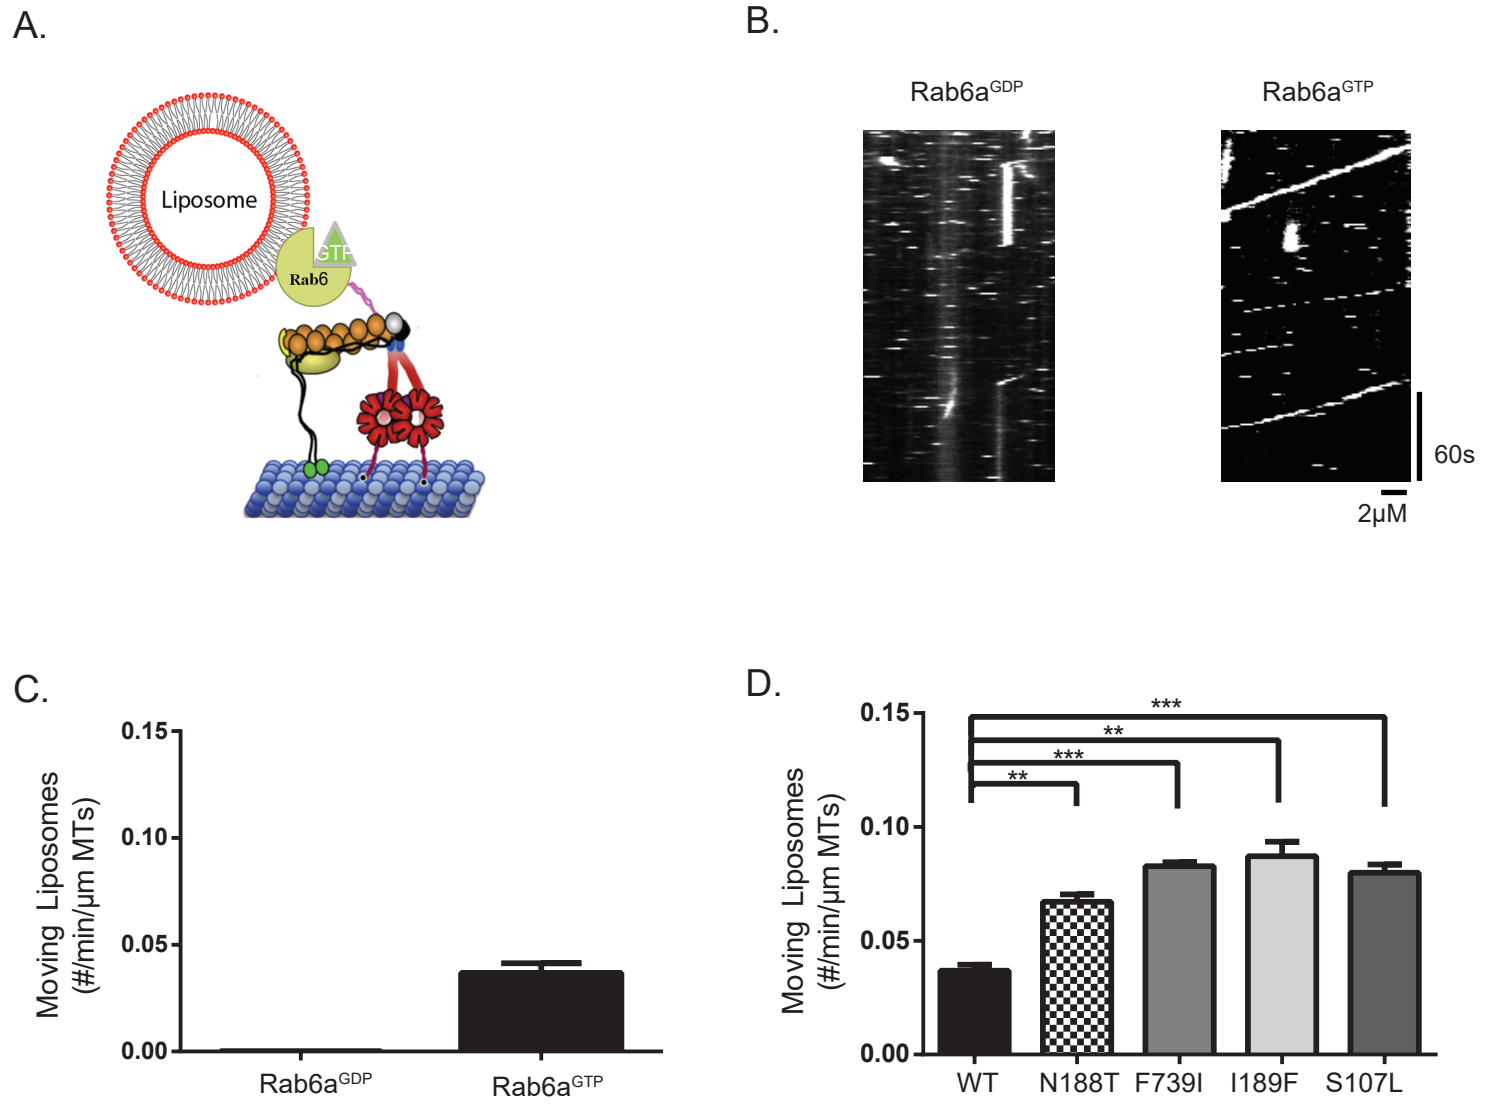 A.
Liposome
GTP
Rab6
B.
Rab6aGDP
Rab6aGTP
60s
2µM
C.
Moving Liposomes
(#/min/µm MTs)
0.15
0.10
0.05
0.00
Rab6aGDP
Rab6aGTP
D.
Moving Liposomes
(#/min/µm MTs)
0.15
0.10
0.05
0.00
***
**
***
**
WT N188T F739I I189F S107L